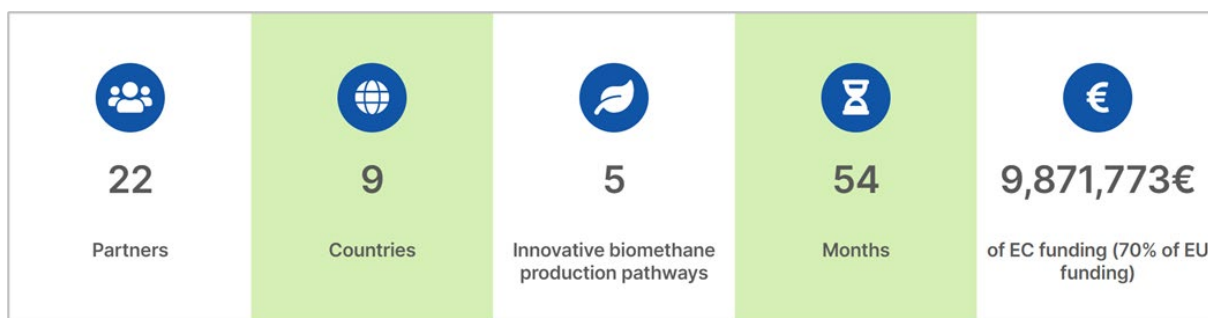 22
Partners
9
Countries
5
Innovative biomethane
production pathways
54
Months
€
9,871,773€
of EC funding (70% of EU
funding)